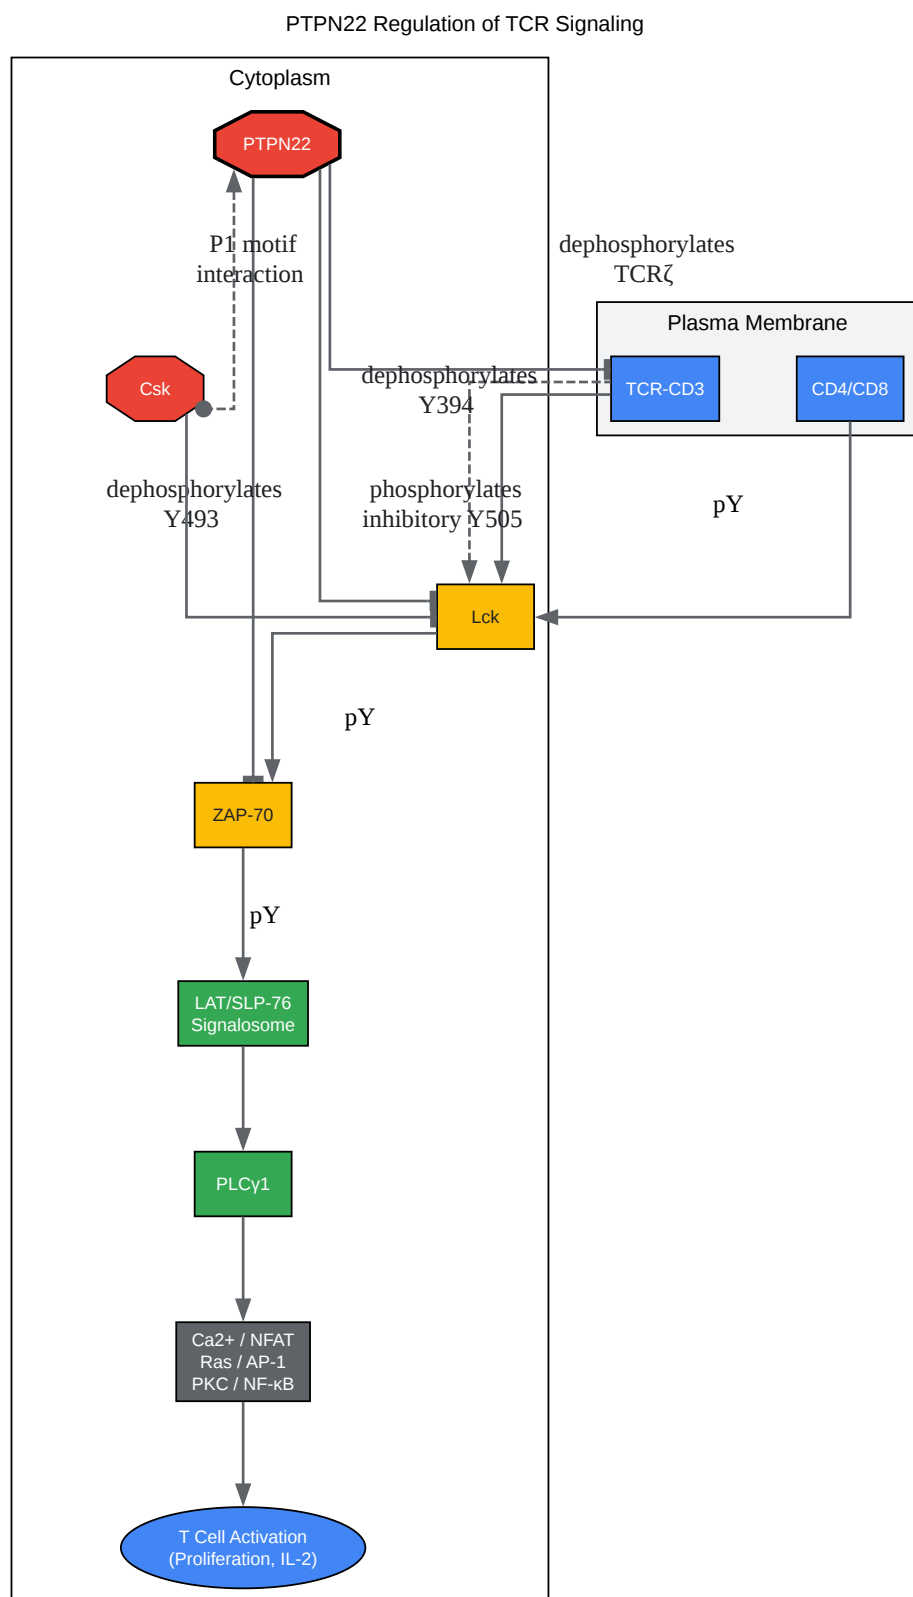 PTPN22 Regulation of TCR Signaling
Cytoplasm
PTPN22
P1 motif
interaction
dephosphorylates
TCRζ
Plasma Membrane
Csk
dephosphorylates
Y394
TCR-CD3
CD4/CD8
dephosphorylates
Y493
phosphorylates
inhibitory Y505
pY
Lck
pY
ZAP-70
pY
LAT/SLP-76
Signalosome
PLCγ1
Ca2+ / NFAT
Ras / AP-1
PKC / NF-κB
T Cell Activation
(Proliferation, IL-2)